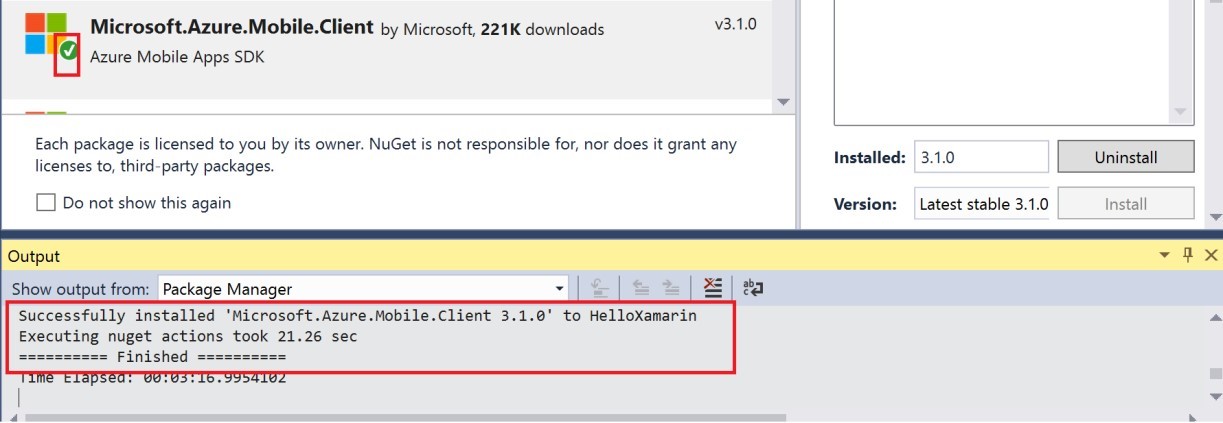 Microsoft.Azure.Mobile.Client by Microsoft, 221K downloads v3.1.0
Azure Mobile Apps SDK
Each package is licensed to you by its owner. NuGet is not responsible for, nor does it grant any
licenses to, third-party packages.
Do not show this again
Installed: 3.1.0 Uninstall
Version: Latest stable 3.1.0 Install
Output
Show output from: Package Manager
Successfully installed 'Microsoft.Azure.Mobile.Client 3.1.0' to HelloXamarin
Executing nuget actions took 21.26 sec
========== Finished ==========
Time Elapsed: 00:03:16.9954102